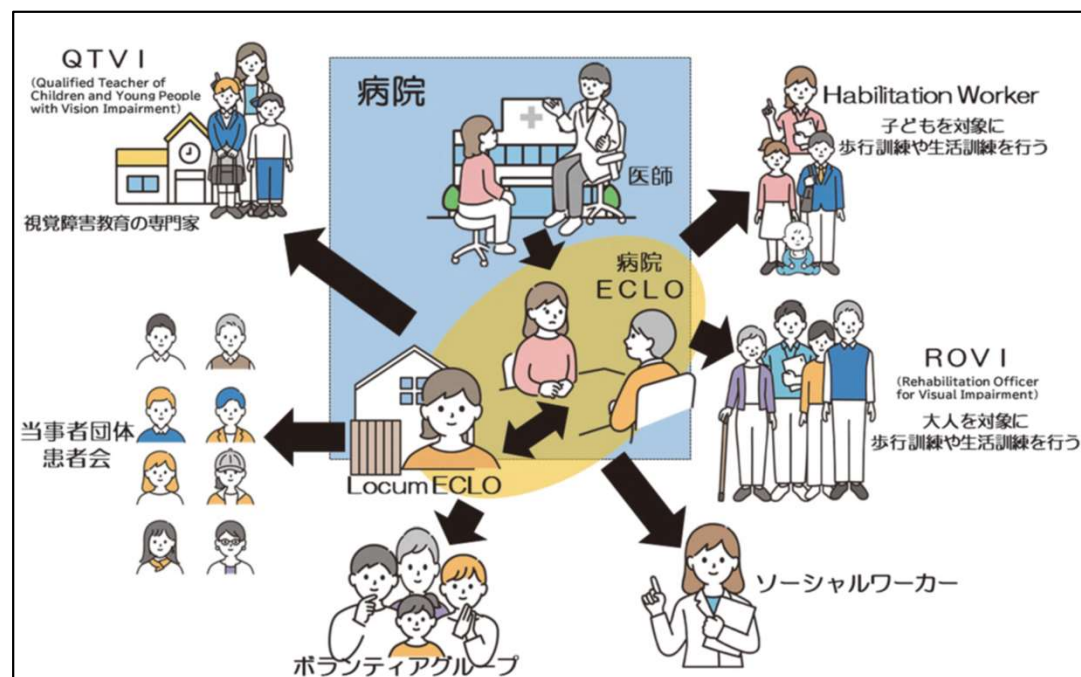 QTVI
(Qualified Teacher of
Children and Young People
with Vision Impairment)
視覚障害教育の専門家
病院
医師
Habilitation Worker
子どもを対象に
歩行訓練や生活訓練を行う
病院
ECLO
ROVI
(Rehabilitation Officer
for Visual Impairment)
大人を対象に
歩行訓練や生活訓練を行う
当事者団体
患者会
Locum ECLO
ソーシャルワーカー
ボランティアグループ